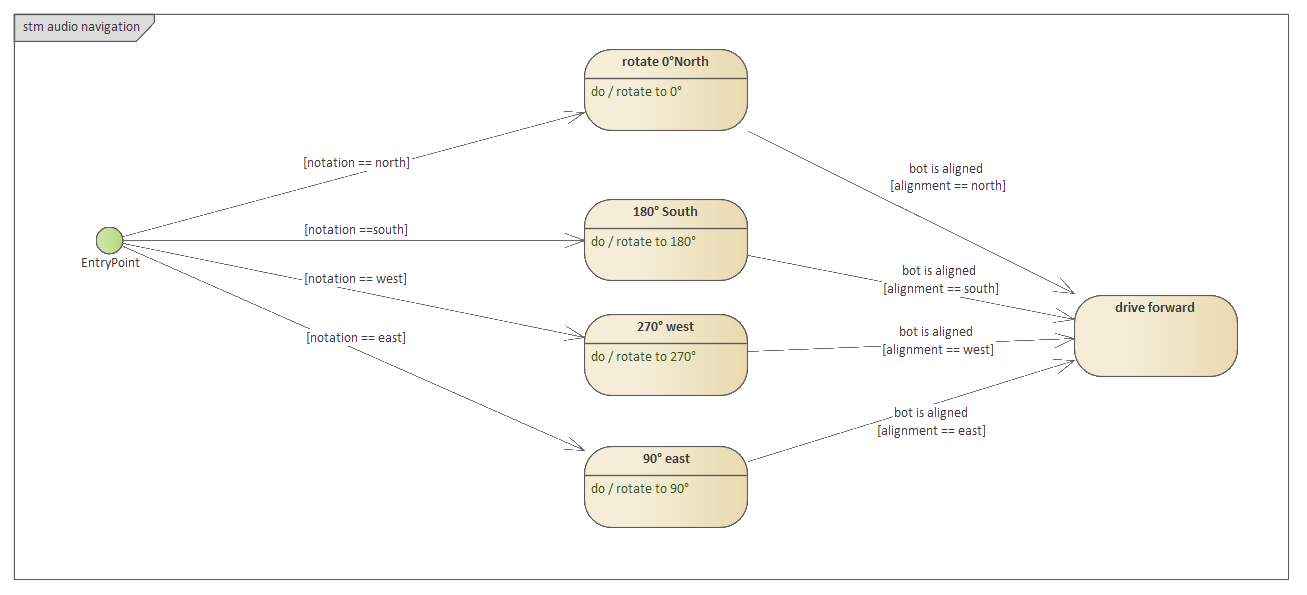 stm audio navigation
rotate 0°North
do / rotate to 0°
[notation == north]
bot is aligned
[alignment == north]
180° South
do / rotate to 180°
[notation ==south]
EntryPoint
[notation == west]
bot is aligned
[alignment == south]
drive forward
270° west
do / rotate to 270°
bot is aligned
[alignment == west]
[notation == east]
bot is aligned
[alignment == east]
90° east
do / rotate to 90°